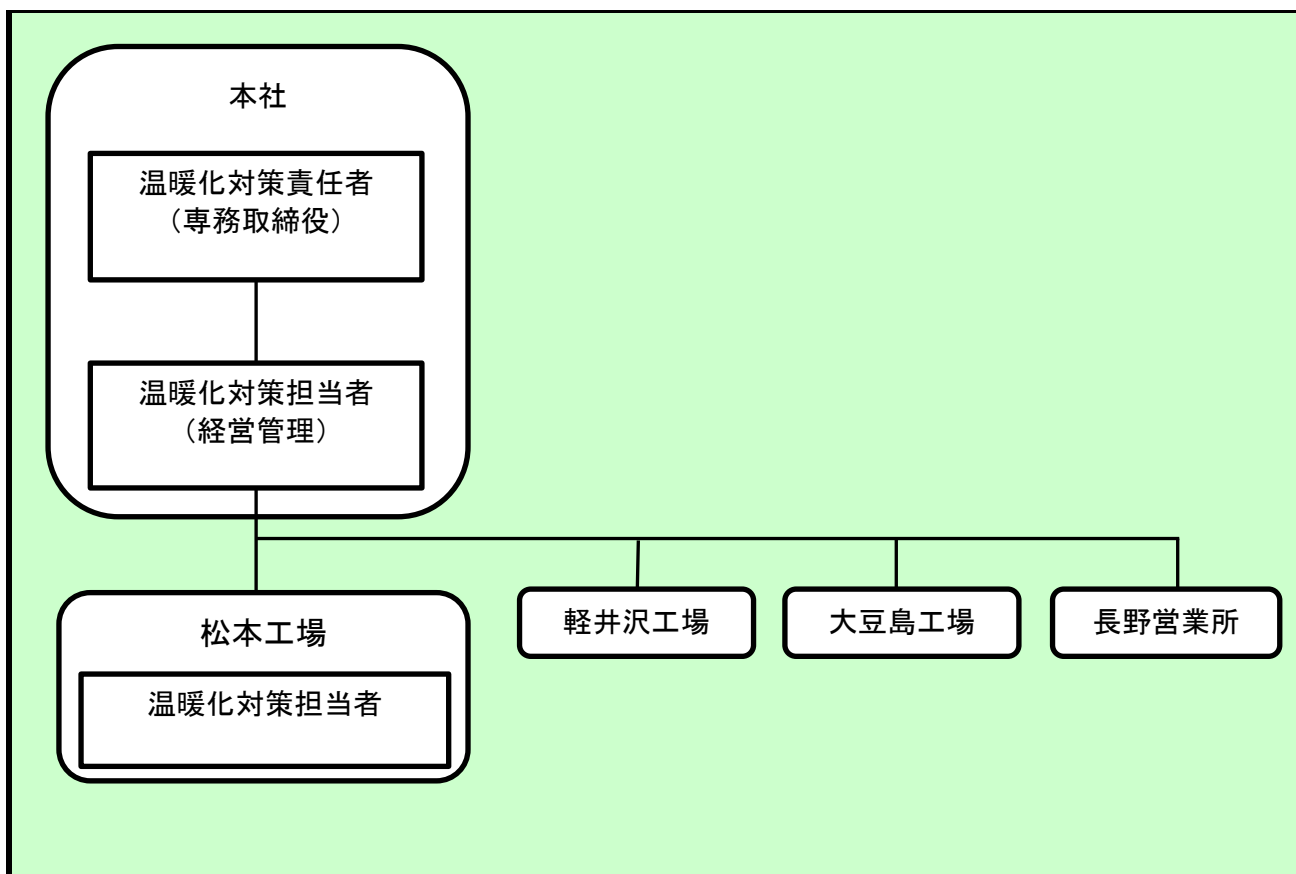 本社
温暖化対策責任者
（専務取締役）
温暖化対策担当者
（経営管理）
松本工場
温暖化対策担当者
軽井沢工場
大豆島工場
長野営業所